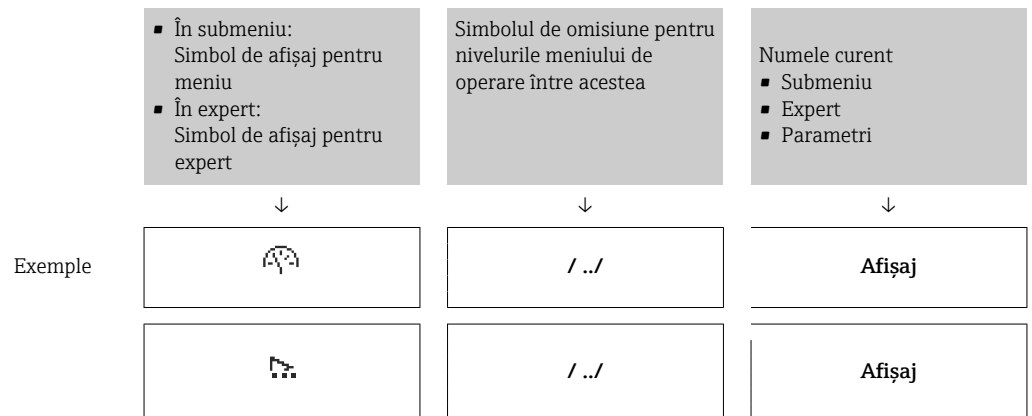 ▪ În submeniu:
Simbol de afișaj pentru
meniu
▪ În expert:
Simbol de afișaj pentru
expert
Simbolul de omisiune pentru
nivelurile meniului de
operare între acestea
Numele curent
▪ Submeniu
▪ Expert
▪ Parametri
↓ ↓ ↓
Exemple
/ ../
Afișaj
/ ../
Afișaj